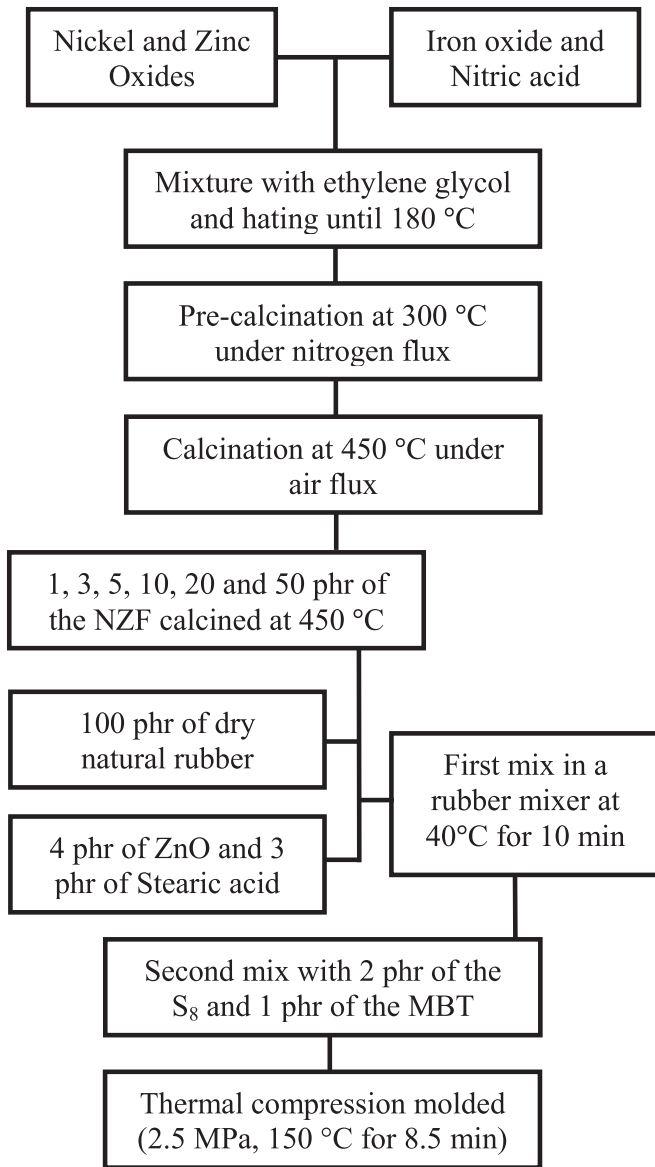 Nickel and Zinc
Oxides
Iron oxide and
Nitric acid
Mixture with ethylene glycol
and hating until 180 °C
Pre-calcination at 300 °C
under nitrogen flux
Calcination at 450 °C under
air flux
1, 3, 5, 10, 20 and 50 phr of
the NZF calcined at 450 °C
100 phr of dry
natural rubber
4 phr of ZnO and 3
phr of Stearic acid
First mix in a
rubber mixer at
40°C for 10 min
Second mix with 2 phr of the
S₈ and 1 phr of the MBT
Thermal compression molded
(2.5 MPa, 150 °C for 8.5 min)